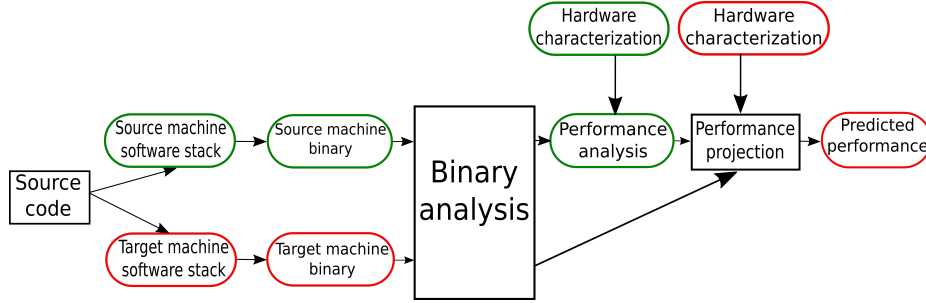 Hardware
characterization
Hardware
characterization
Source machine
software stack
Source machine
binary
Performance
analysis
Performance
projection
Predicted
performance
Binary
analysis
Source
code
Target machine
software stack
Target machine
binary